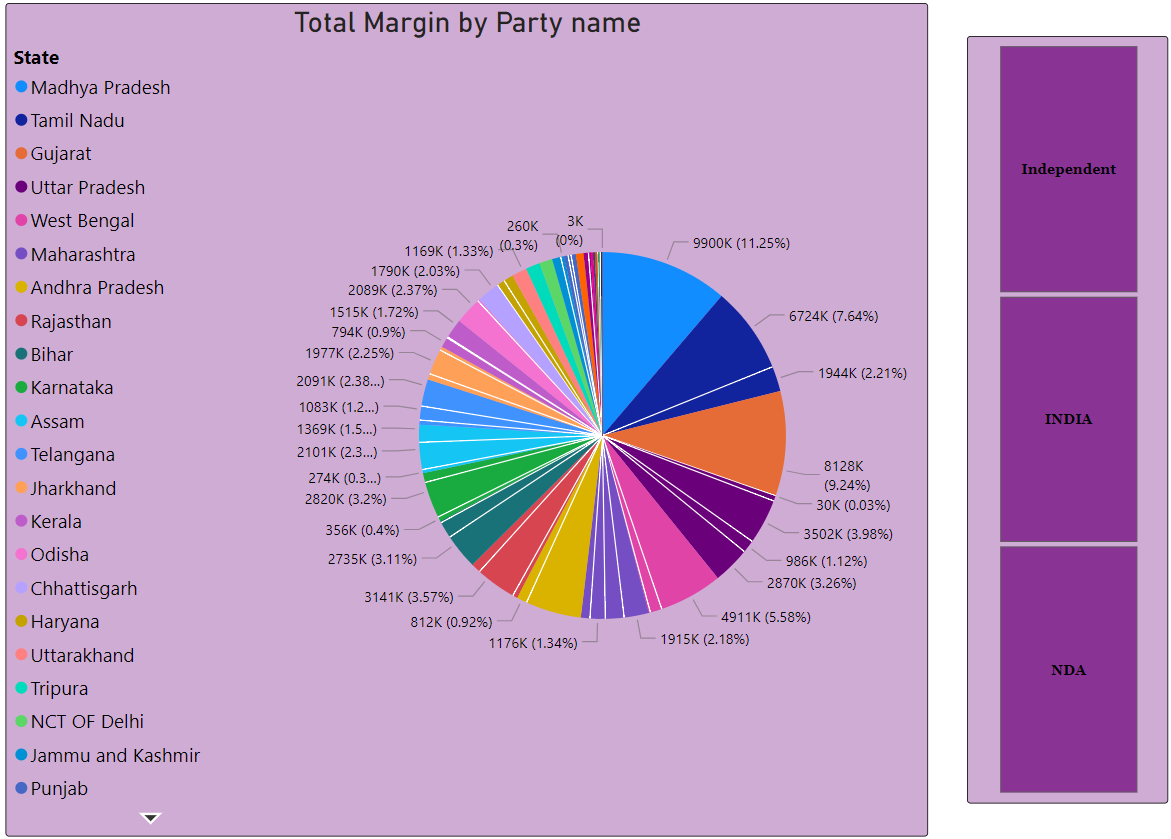 Total Margin by Party name
State
Madhya Pradesh
Tamil Nadu
Gujarat
Uttar Pradesh
West Bengal
Maharashtra
Andhra Pradesh
Rajasthan
Bihar
Karnataka
Assam
Telangana
Jharkhand
Kerala
Odisha
Chhattisgarh
Haryana
Uttarakhand
Tripura
NCT OF Delhi
Jammu and Kashmir
Punjab
9900K (11.25%)
6724K (7.64%)
1944K (2.21%)
8128K
(9.24%)
30K (0.03%)
3502K (3.98%)
986K (1.12%)
2870K (3.26%)
4911K (5.58%)
1915K (2.18%)
1176K (1.34%)
812K (0.92%)
3141K (3.57%)
2735K (3.11%)
356K (0.4%)
2820K (3.2%)
274K (0.3...)
2101K (2.3...)
1369K (1.5...)
1083K (1.2...)
2091K (2.38...)
1977K (2.25%)
794K (0.9%)
1515K (1.72%)
2089K (2.37%)
1790K (2.03%)
1169K (1.33%)
260K
(0.3%)
3K
(0%)
Independent
INDIA
NDA